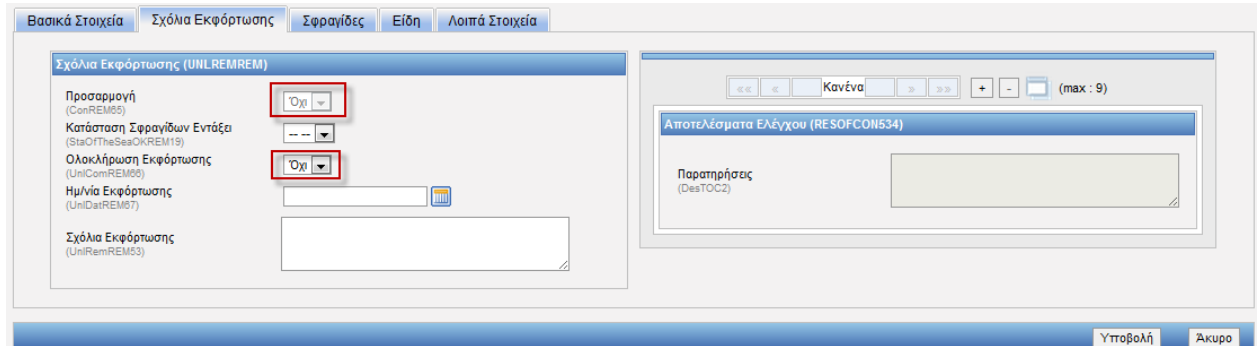 Βασικά Στοιχεία Σχόλια Εκφόρτωσης Σφραγίδες Είδη Λοιπά Στοιχεία
Σχόλια Εκφόρτωσης (UNLREMREM)
Προσαρμογή
(ConREM65)
Όχι
Κατάσταση Σφραγίδων Εντάξει
(StaOfTheSeaOKREM19)
-- --
Ολοκλήρωση Εκφόρτωσης
(UnlComREM66)
Όχι
Ημ/νία Εκφόρτωσης
(UnlDatREM67)
Σχόλια Εκφόρτωσης
(UnlRemREM53)
«« « Κανένα » »» + - (max : 9)
Αποτελέσματα Ελέγχου (RESOFCON534)
Παρατηρήσεις
(DesTOC2)
Υποβολή Άκυρο